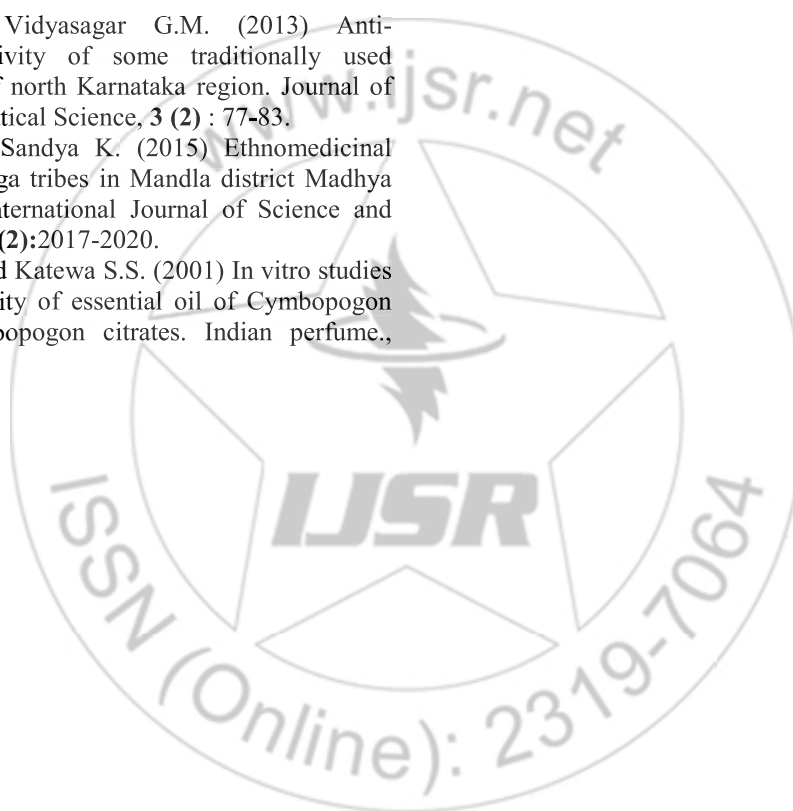 Vidyasagar G.M. (2013) Anti-
ivity of some traditionally used
north Karnataka region. Journal of
tical Science, 3 (2) : 77-83.
Sandya K. (2015) Ethnomedicinal
ga tribes in Mandla district Madhya
nternational Journal of Science and
(2):2017-2020.
d Katewa S.S. (2001) In vitro studies
ity of essential oil of Cymbopogon
popogon citrates. Indian perfume.,
www.ijsr.net
IJSR
ISSN (Online): 2319-7064